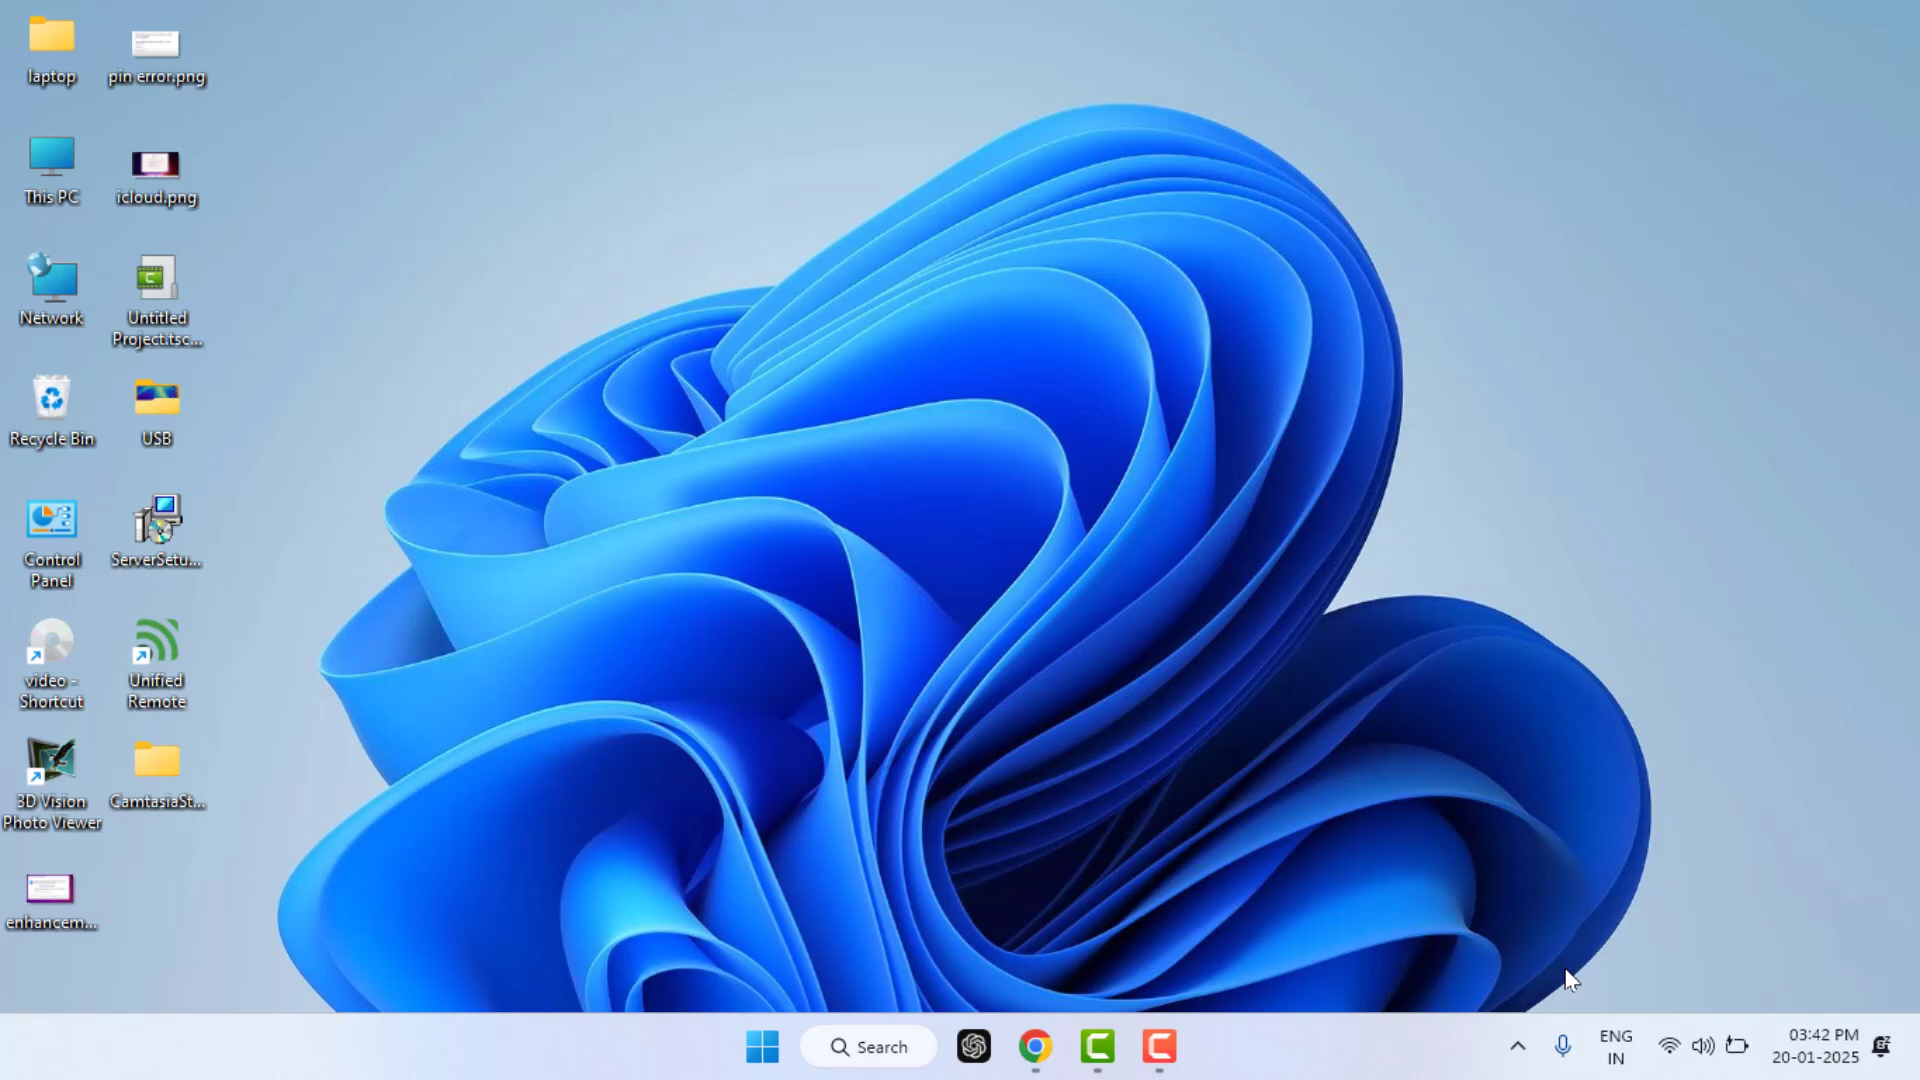 laptop
pin error.png
This PC
icloud.png
Network
Untitled
Project.tsc...
Recycle Bin
USB
Control
Panel
ServerSetu...
video -
Shortcut
Unified
Remote
3D Vision
Photo Viewer
CamtasiaSt...
enhancem...
Search
ENG
IN
03:42 PM
20-01-2025